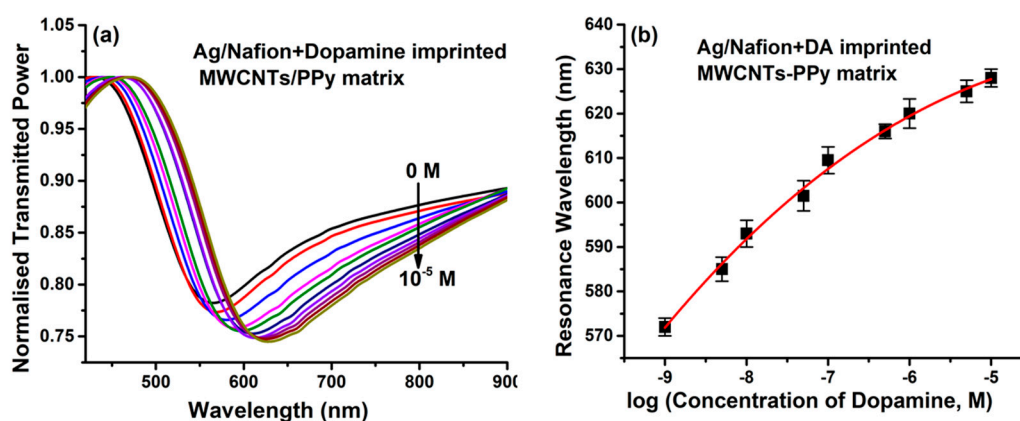 (a)
Ag/Nafion+Dopamine imprinted
MWCNTs/PPy matrix
0 M
10⁻⁵ M
Normalised Transmitted Power
1.05
1.00
0.95
0.90
0.85
0.80
0.75
500 600 700 800 900
Wavelength (nm)
(b)
Ag/Nafion+DA imprinted
MWCNTs-PPy matrix
Resonance Wavelength (nm)
640
630
620
610
600
590
580
570
-9 -8 -7 -6 -5
log (Concentration of Dopamine, M)